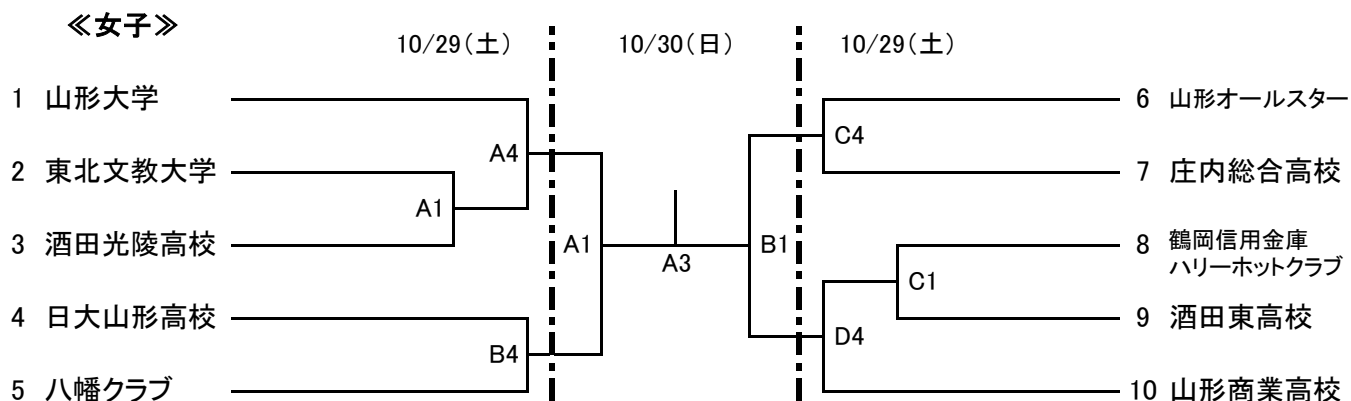 ≪女子≫
10/29(土)
10/30(日)
10/29(土)
1 山形大学
6 山形オールスター
A4
C4
2 東北文教大学
7 庄内総合高校
A1
3 酒田光陵高校
A1
A3
B1
8 鶴岡信用金庫
ハリーホットクラブ
C1
4 日大山形高校
9 酒田東高校
B4
D4
5 八幡クラブ
10 山形商業高校